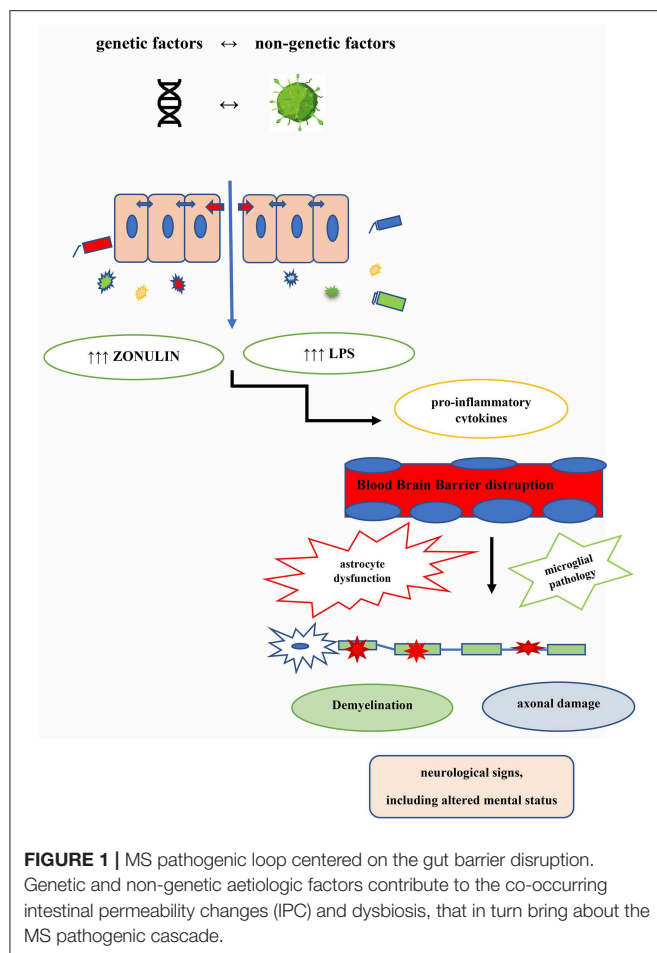 genetic factors ↔ non-genetic factors
↔
↑↑↑ ZONULIN
↑↑↑ LPS
pro-inflammatory
cytokines
Blood Brain Barrier distruption
astrocyte
dysfunction
microglial
pathology
Demyelination
axonal damage
neurological signs,
including altered mental status
FIGURE 1 | MS pathogenic loop centered on the gut barrier disruption.
Genetic and non-genetic aetiologic factors contribute to the co-occurring
intestinal permeability changes (IPC) and dysbiosis, that in turn bring about the
MS pathogenic cascade.